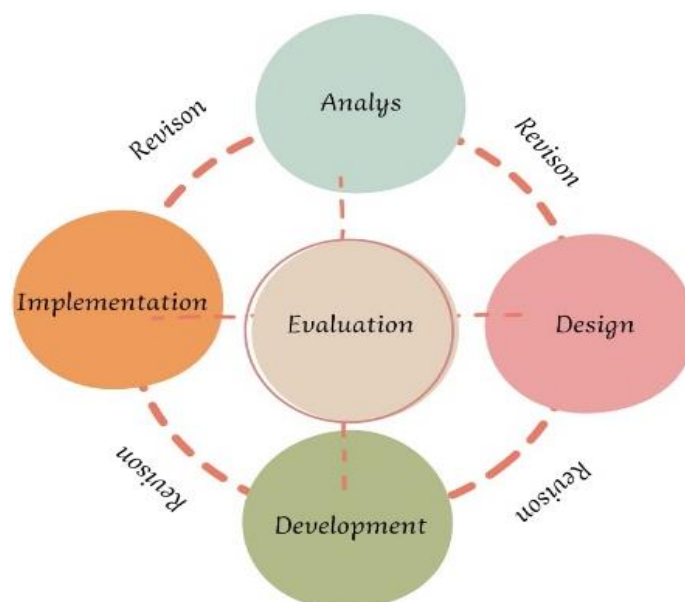 Analys
Revison
Revison
Implementation
Evaluation
Design
Revison
Revison
Development